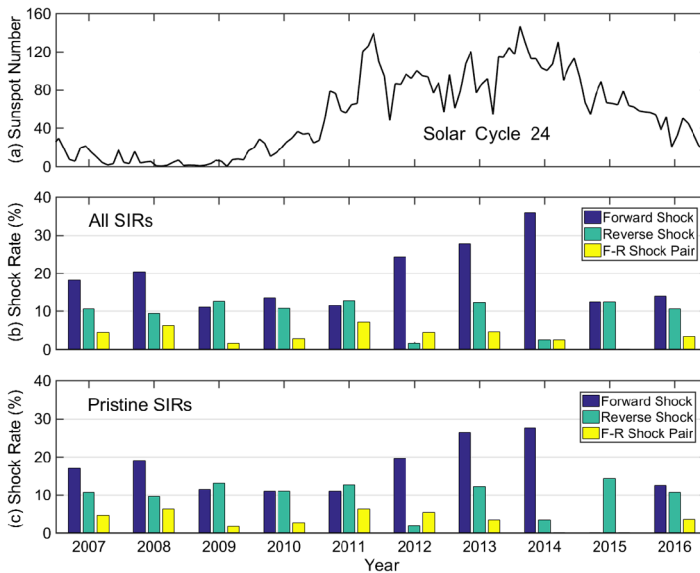 160
120
80
40
0
(a) Sunspot Number
Solar Cycle 24
40
30
20
10
0
(b) Shock Rate (%)
All SIRs
Forward Shock
Reverse Shock
F-R Shock Pair
40
30
20
10
0
(c) Shock Rate (%)
Pristine SIRs
Forward Shock
Reverse Shock
F-R Shock Pair
2007 2008 2009 2010 2011 2012 2013 2014 2015 2016
Year